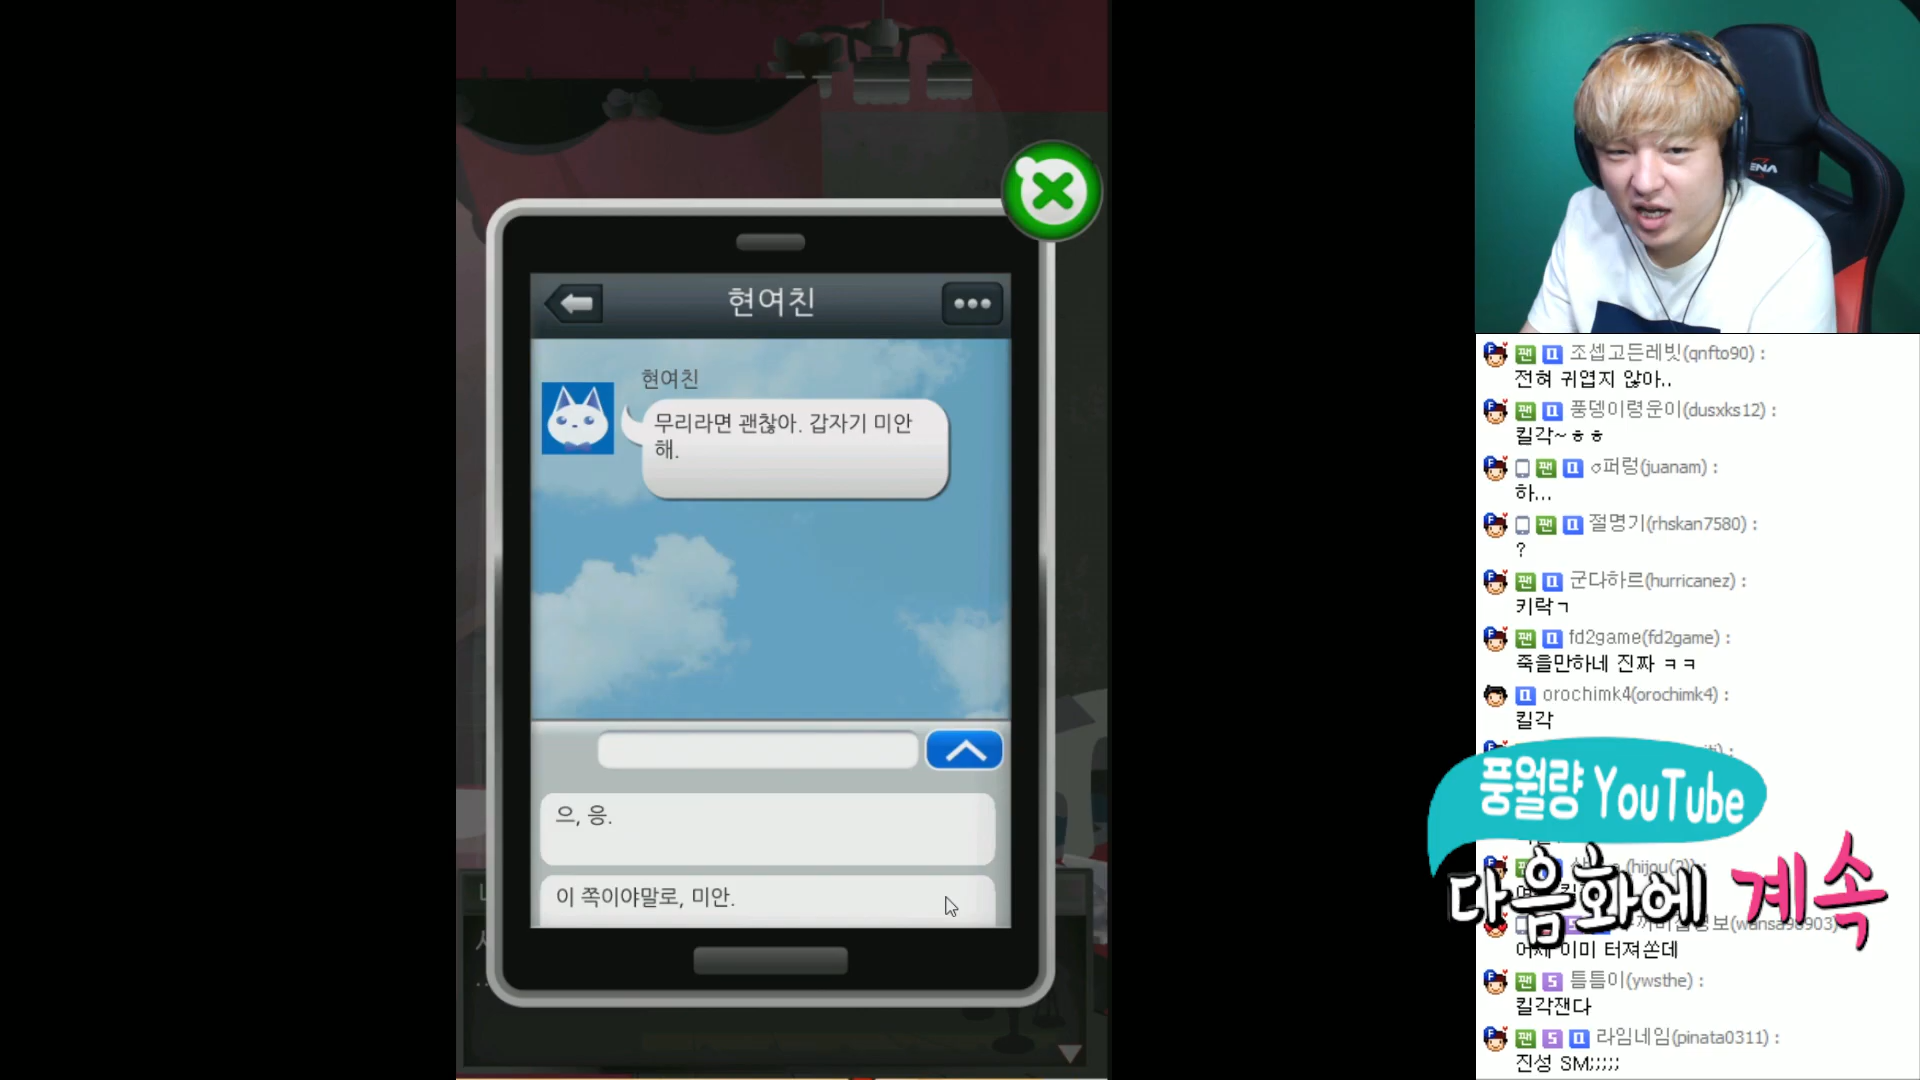 현여친
현여친
무리라면 괜찮아. 갑자기 미안
해.
으, 응.
이 쪽이야말로, 미안.
ENA
조셉고든레빗(qnfto90) :
전혀 귀엽지 않아..
풍뎅이령운이(dusxks12) :
킬각~ㅎㅎ
퍼렁(juanam) :
하...
절명기(rhskan7580) :
?
군다하르(hurricanez) :
키락ㄱ
fd2game(fd2game) :
죽을만하네 진짜 ㅋㅋ
orochimk4(orochimk4) :
킬각
풍월량 YouTube
다음화에 계속
(hijou(2)) :
어제 이미 터져쓴데
틈틈이(ywsthe) :
킬각잰다
라임네임(pinata0311) :
진성 SM;;;;;